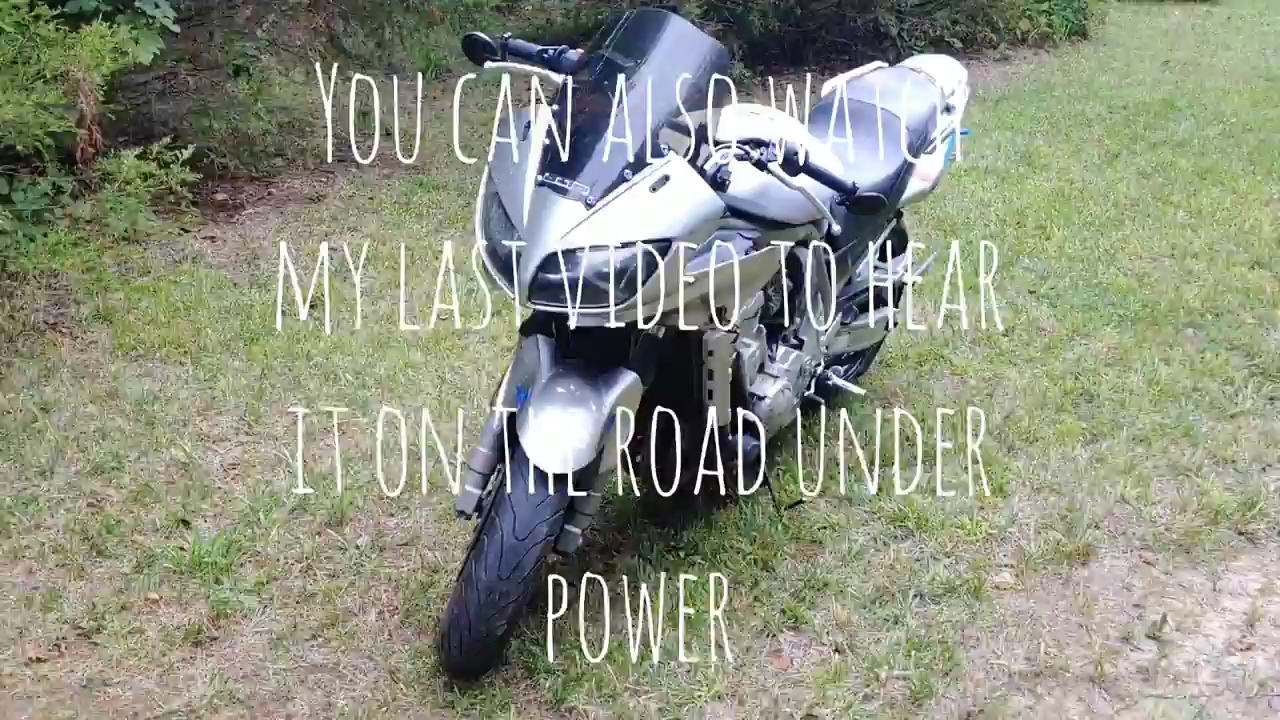 You can also watch
my last video to hear
it on the road under
power